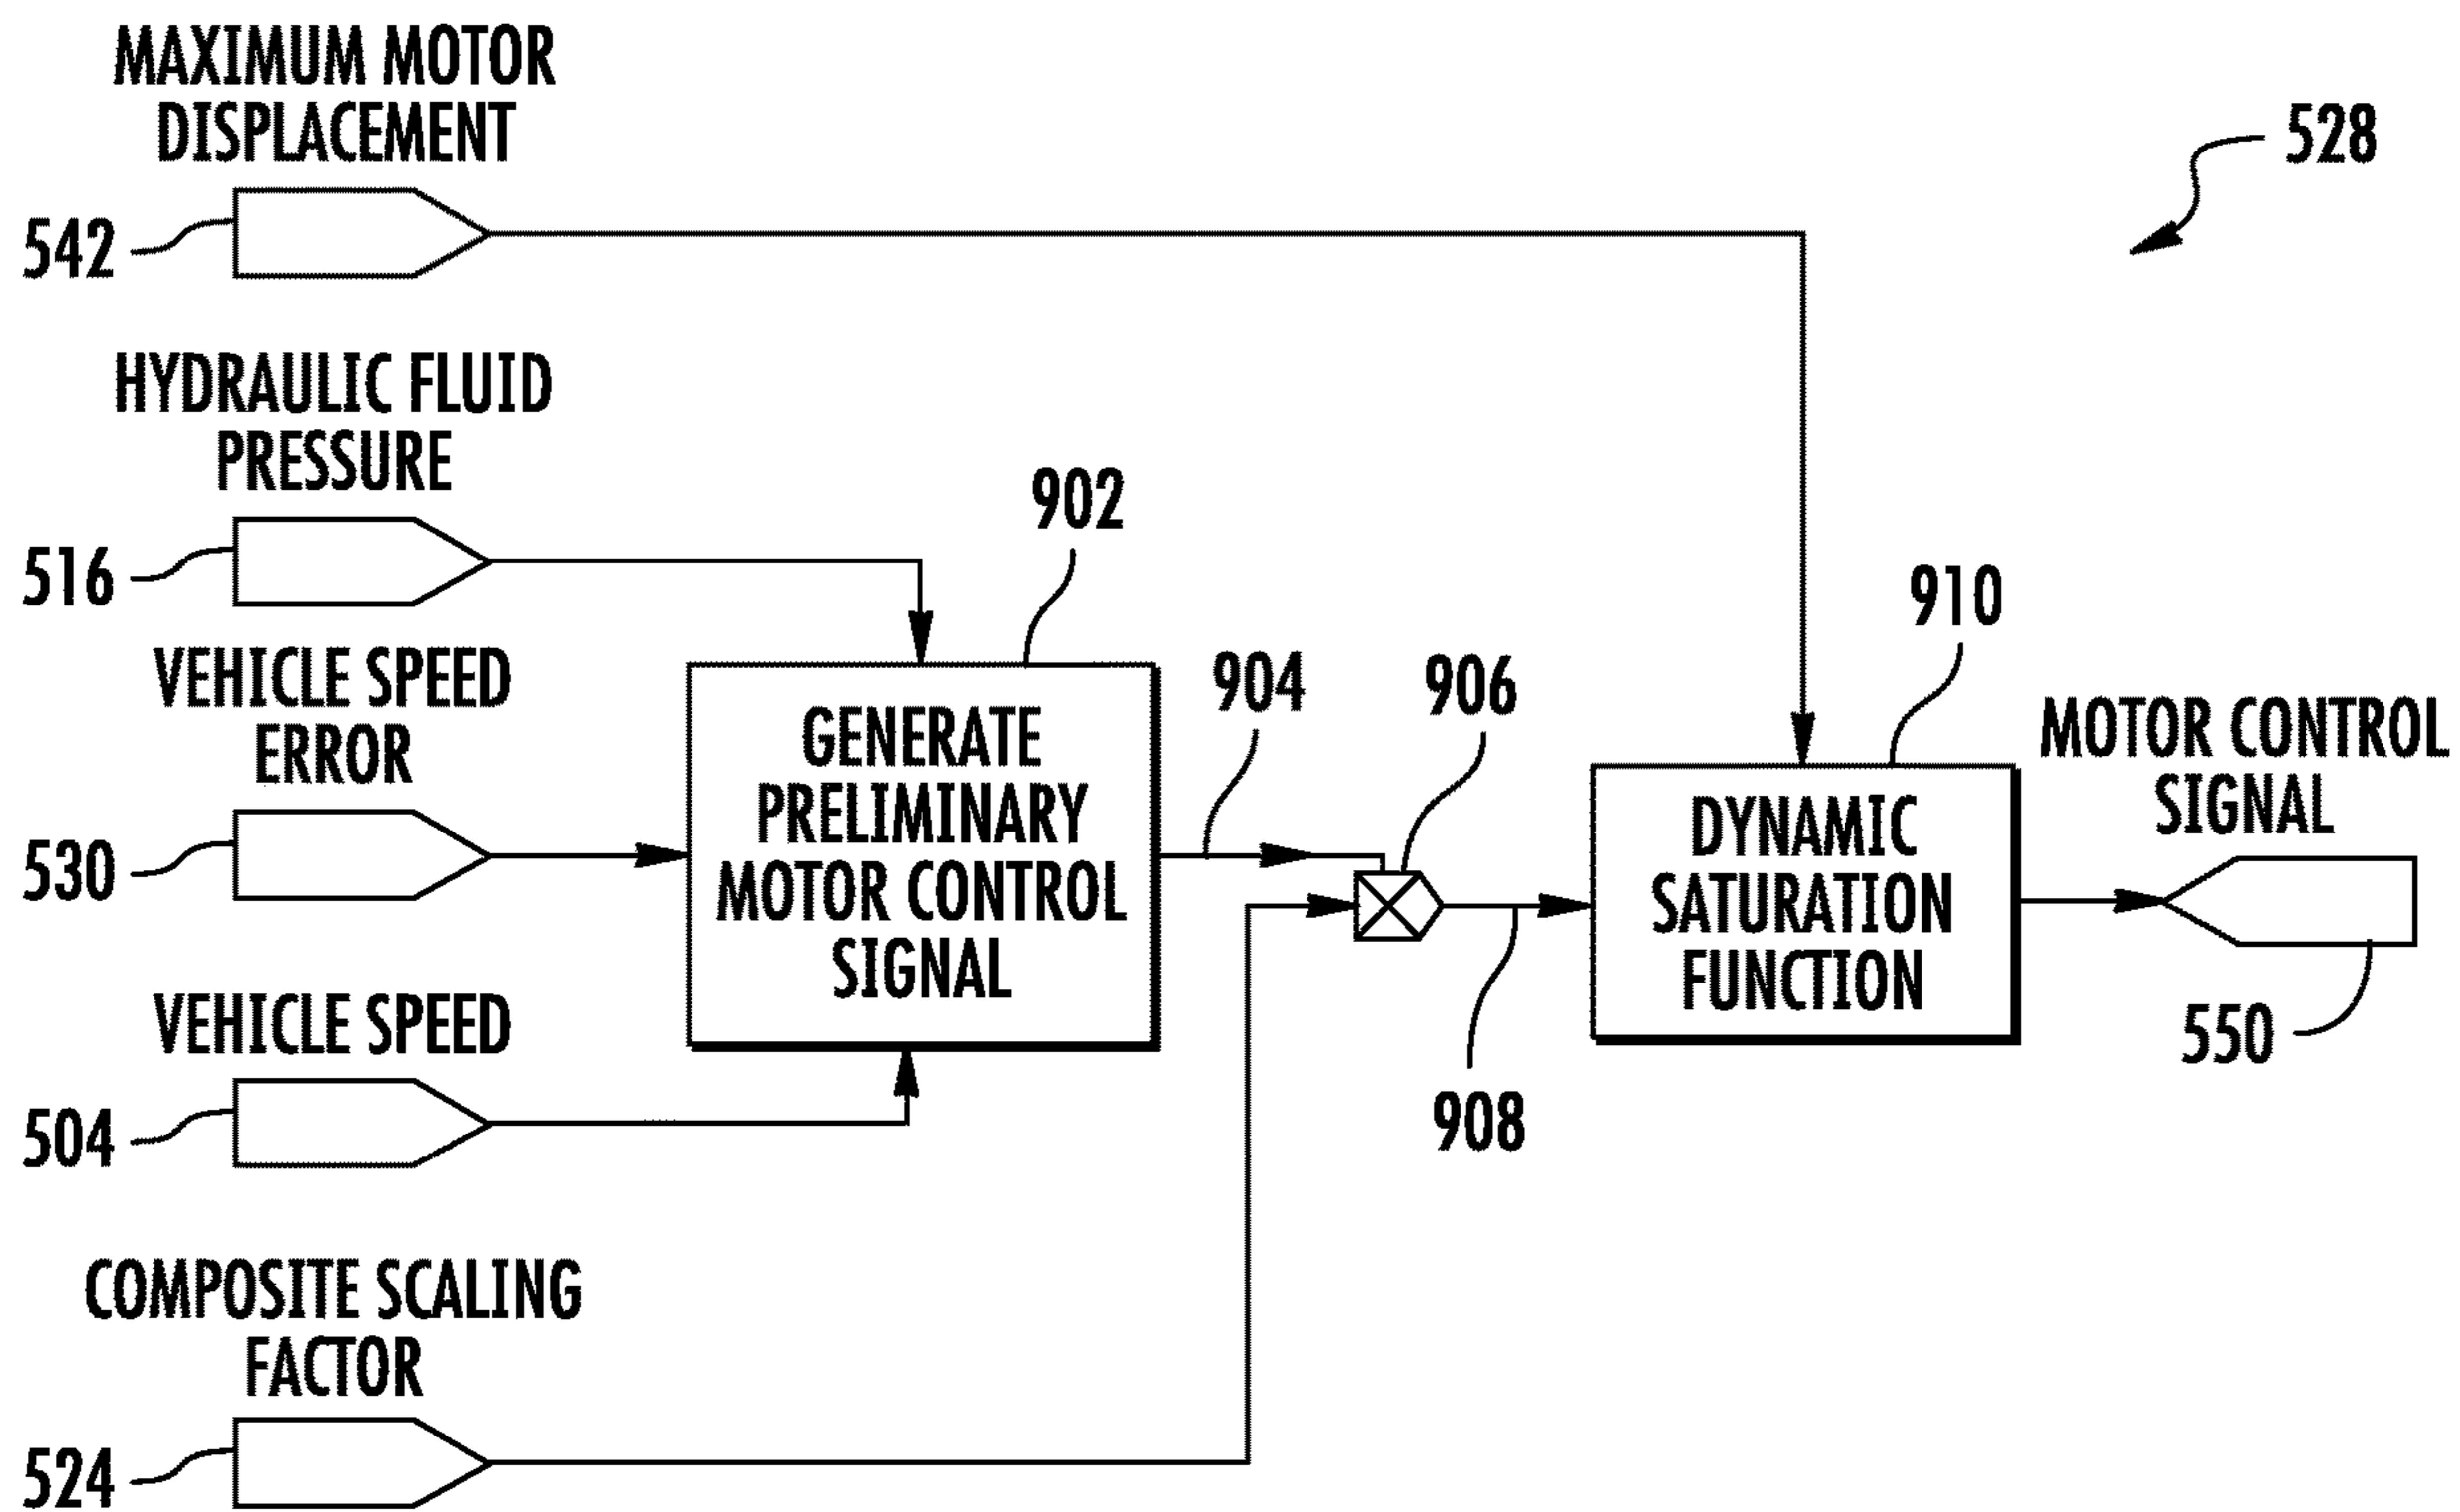 MAXIMUM MOTOR
DISPLACEMENT
528
542
HYDRAULIC FLUID
PRESSURE
902
516
910
VEHICLE SPEED
ERROR
904
906
GENERATE
PRELIMINARY
MOTOR CONTROL
SIGNAL
MOTOR CONTROL
SIGNAL
DYNAMIC
SATURATION
FUNCTION
530
VEHICLE SPEED
550
908
504
COMPOSITE SCALING
FACTOR
524